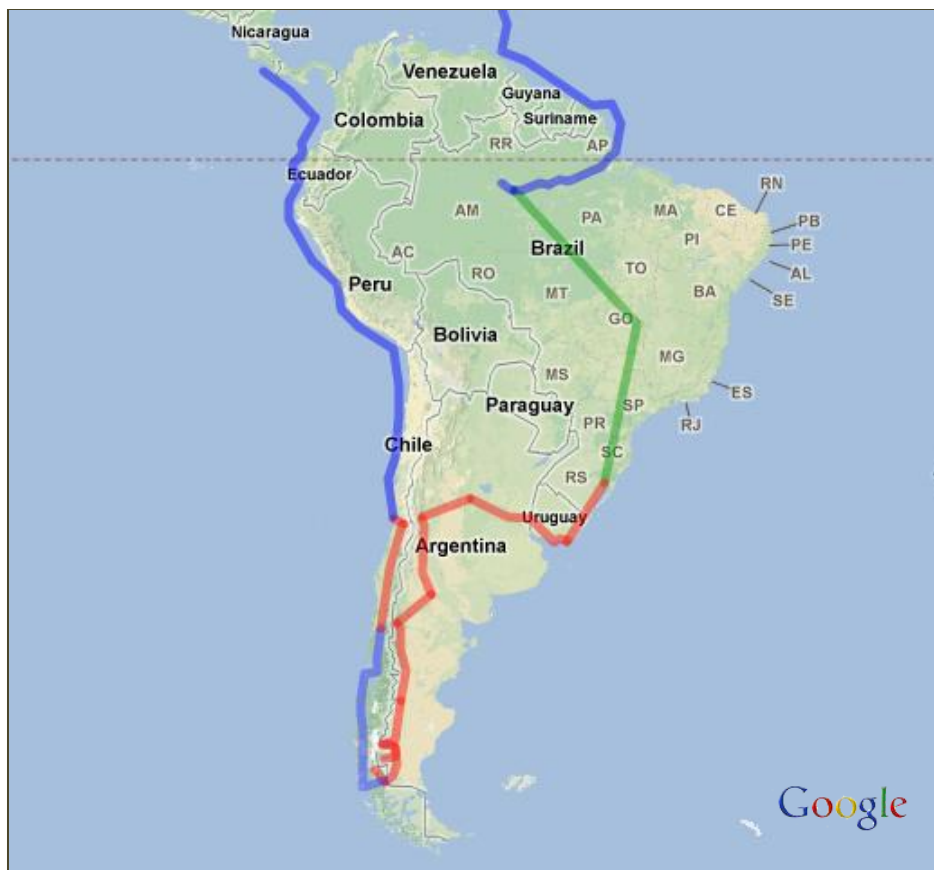 Nicaragua
Venezuela
Guyana
Colombia
Suriname
RR
AP
Ecuador
RN
AM
PA
MA
CE
PB
PI
PE
AC
Brazil
RO
TO
AL
Peru
MT
BA
SE
GO
Bolivia
MG
MS
ES
Paraguay
SP
PR
RJ
Chile
SC
RS
Uruguay
Argentina
Google